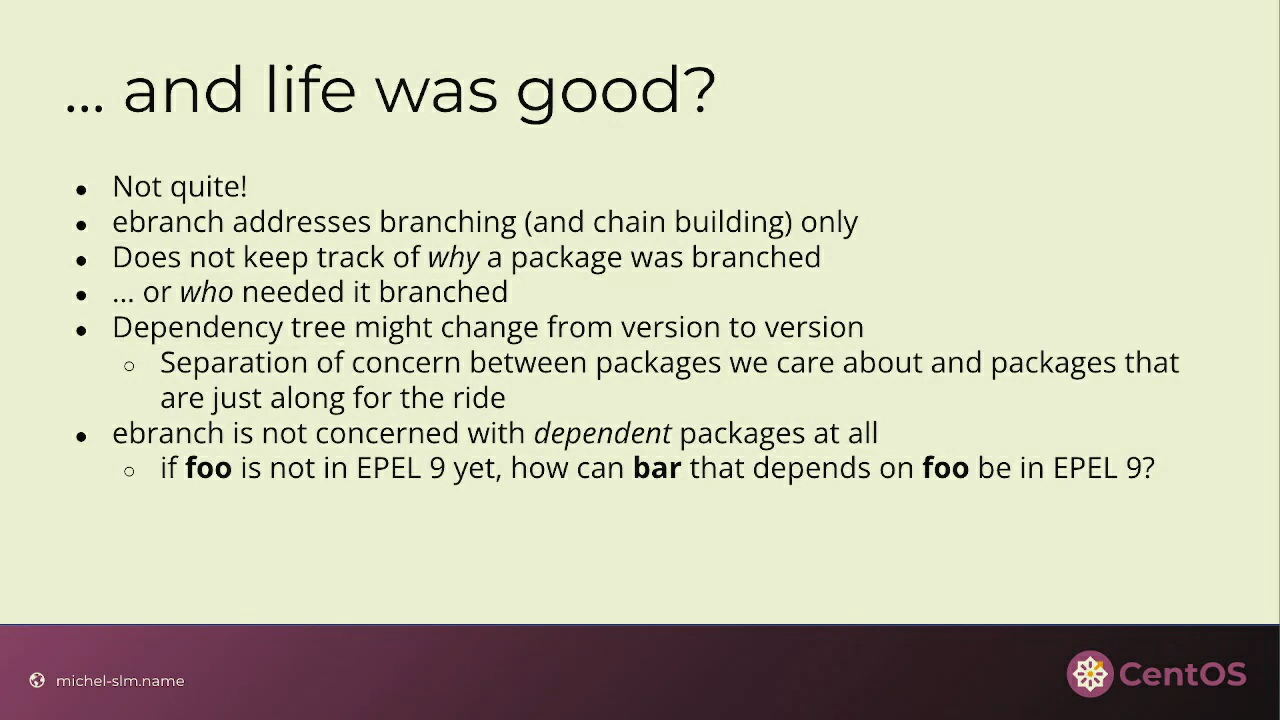 ... and life was good?
● Not quite!
● ebranch addresses branching (and chain building) only
● Does not keep track of why a package was branched
● ... or who needed it branched
● Dependency tree might change from version to version
○ Separation of concern between packages we care about and packages that
are just along for the ride
● ebranch is not concerned with dependent packages at all
○ if foo is not in EPEL 9 yet, how can bar that depends on foo be in EPEL 9?
michel-slm.name
CentOS